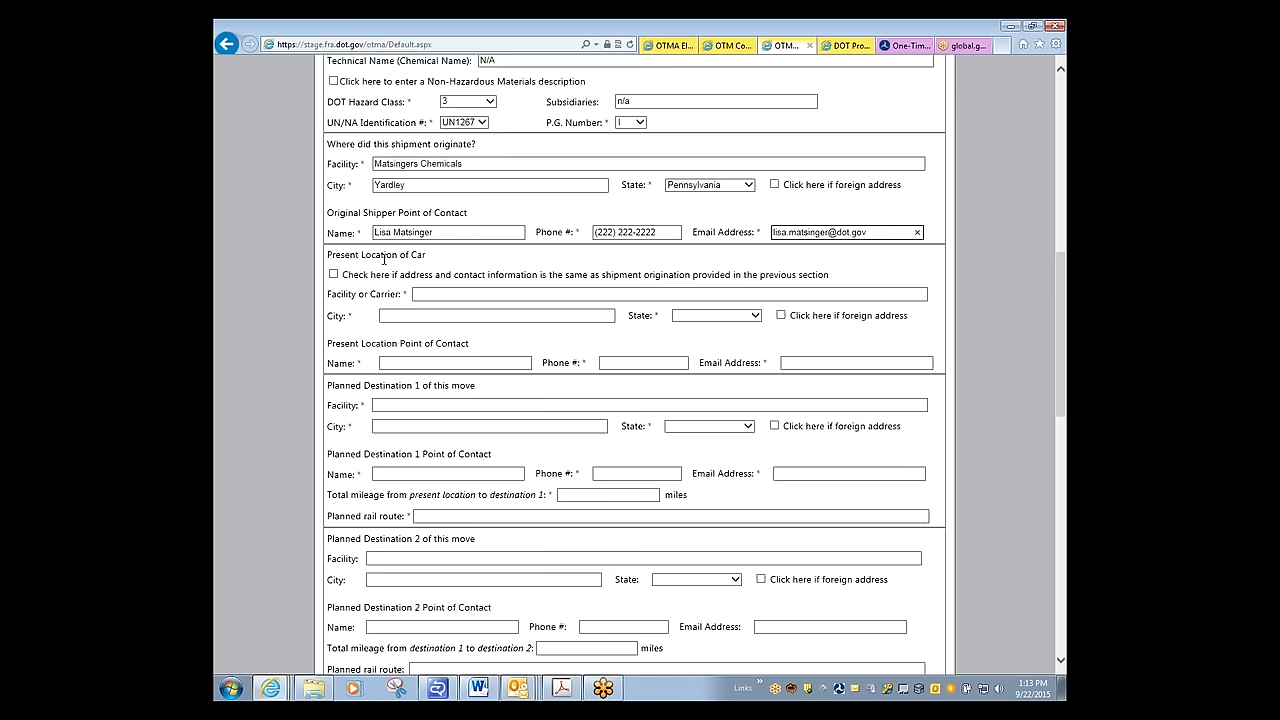 https://stage.fra.dot.gov/otma/Default.aspx
OTMA El...
OTM Co...
OTM...
DOT Pro...
One-Tim...
global.g...
Technical Name (Chemical Name): N/A
Click here to enter a Non-Hazardous Materials description
DOT Hazard Class: * 3 Subsidiaries: n/a
UN/NA Identification #: * UN1267 P.G. Number: * I
Where did this shipment originate?
Facility: * Matsingers Chemicals
City: * Yardley State: * Pennsylvania Click here if foreign address
Original Shipper Point of Contact
Name: * Lisa Matsinger Phone #: * (222) 222-2222 Email Address: * lisa.matsinger@dot.gov ×
Present Location of Car
Check here if address and contact information is the same as shipment origination provided in the previous section
Facility or Carrier: *
City: * State: * Click here if foreign address
Present Location Point of Contact
Name: * Phone #: * Email Address: *
Planned Destination 1 of this move
Facility: *
City: * State: * Click here if foreign address
Planned Destination 1 Point of Contact
Name: * Phone #: * Email Address: *
Total mileage from present location to destination 1: * miles
Planned rail route: *
Planned Destination 2 of this move
Facility:
City: State: Click here if foreign address
Planned Destination 2 Point of Contact
Name: Phone #: Email Address:
Total mileage from destination 1 to destination 2: miles
Planned rail route:
Links »
1:13 PM
9/22/2015